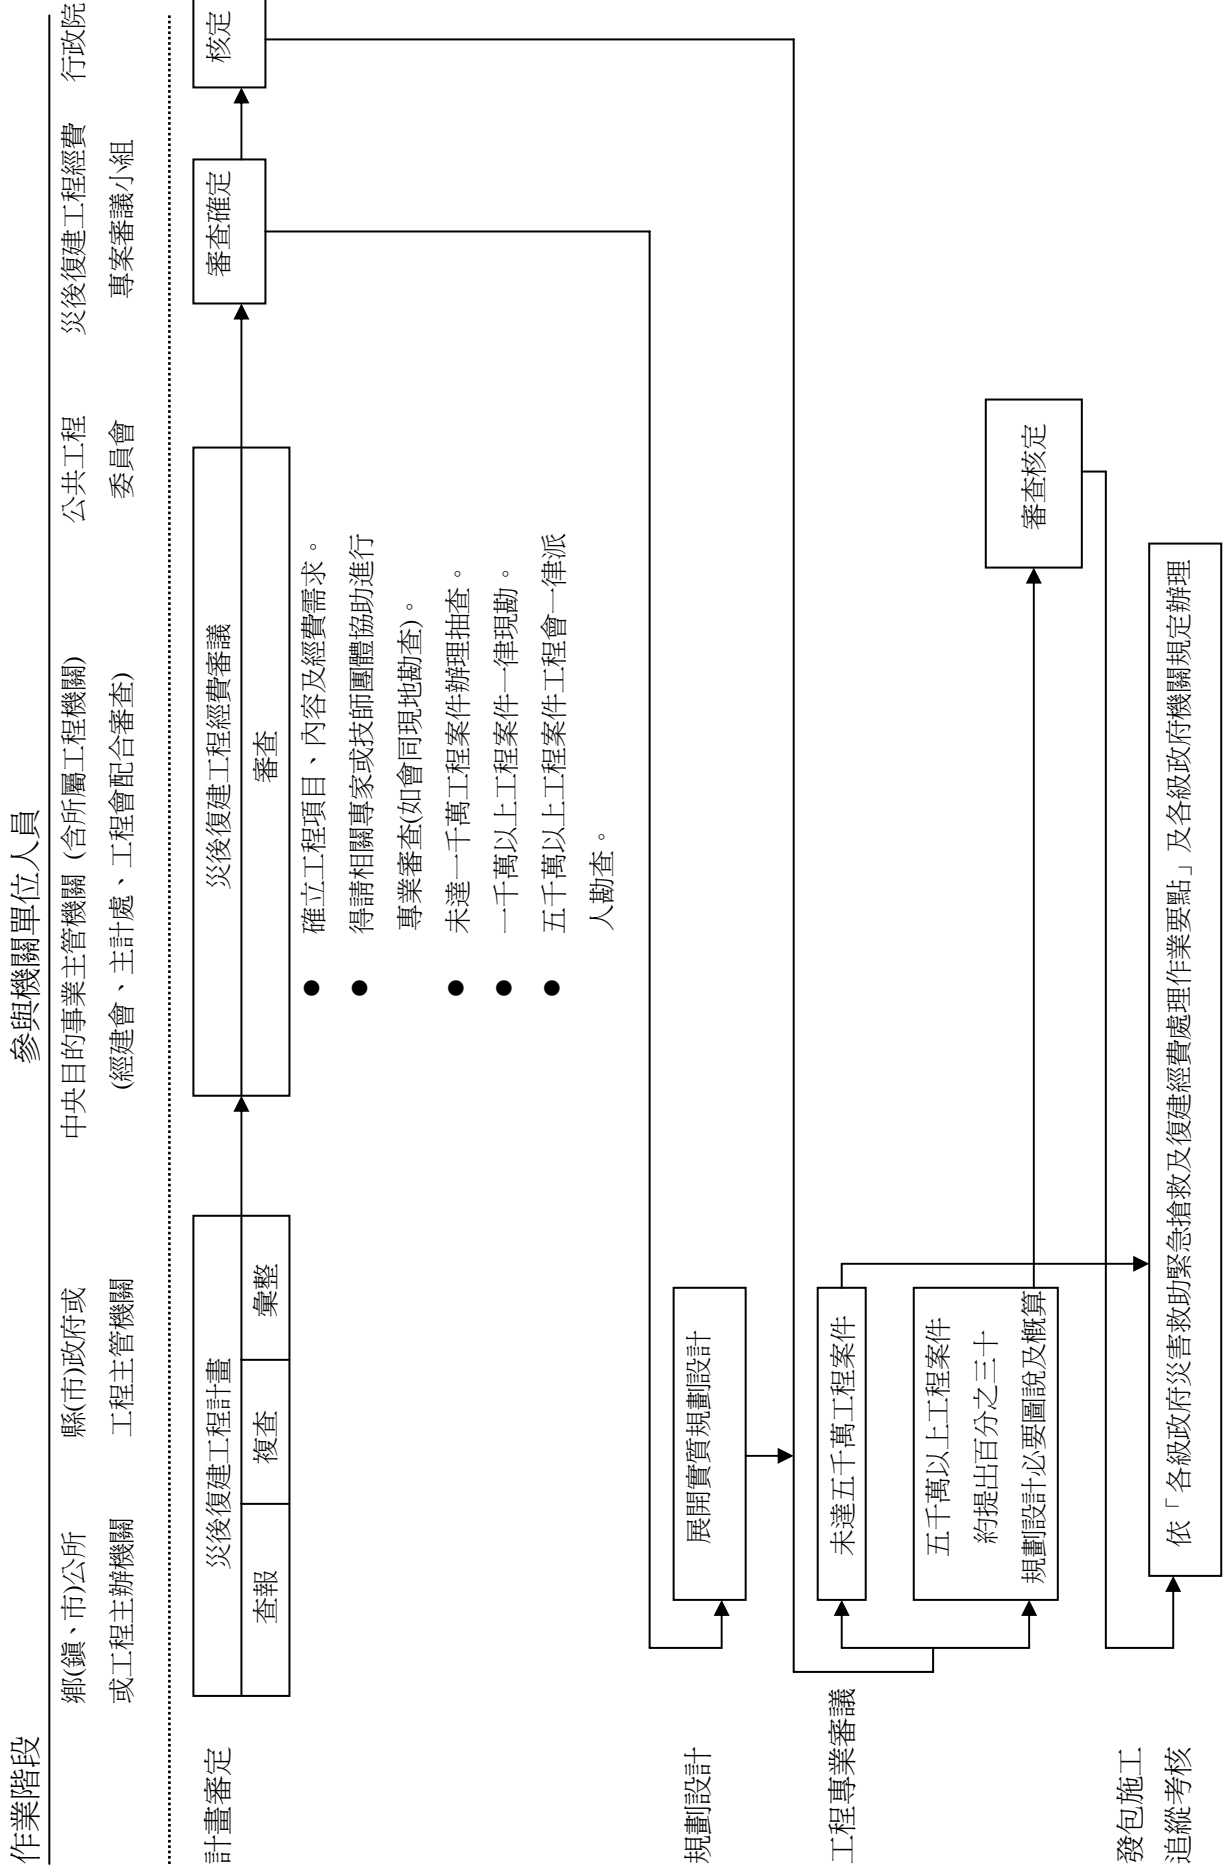 作業階段
參與機關單位人員
鄉(鎮、市)公所
或工程主辦機關
縣(市)政府或
工程主管機關
中央目的事業主管機關 (含所屬工程機關)
(經建會、主計處、工程會配合審查)
公共工程
委員會
災後復建工程經費
專案審議小組
行政院
計畫審定
災後復建工程計畫
查報
複查
彙整
災後復建工程經費審議
審查
審查確定
核定
● 確立工程項目、內容及經費需求。
● 得請相關專家或技師團體協助進行
專業審查(如會同現地勘查)。
● 未達一千萬工程案件辦理抽查。
● 一千萬以上工程案件一律現勘。
● 五千萬以上工程案件工程會一律派
人勘查。
規劃設計
展開實質規劃設計
工程專業審議
未達五千萬工程案件
五千萬以上工程案件
約提出百分之三十
規劃設計必要圖說及概算
審查核定
發包施工
追蹤考核
依「各級政府災害救助緊急搶救及復建經費處理作業要點」及各級政府機關規定辦理